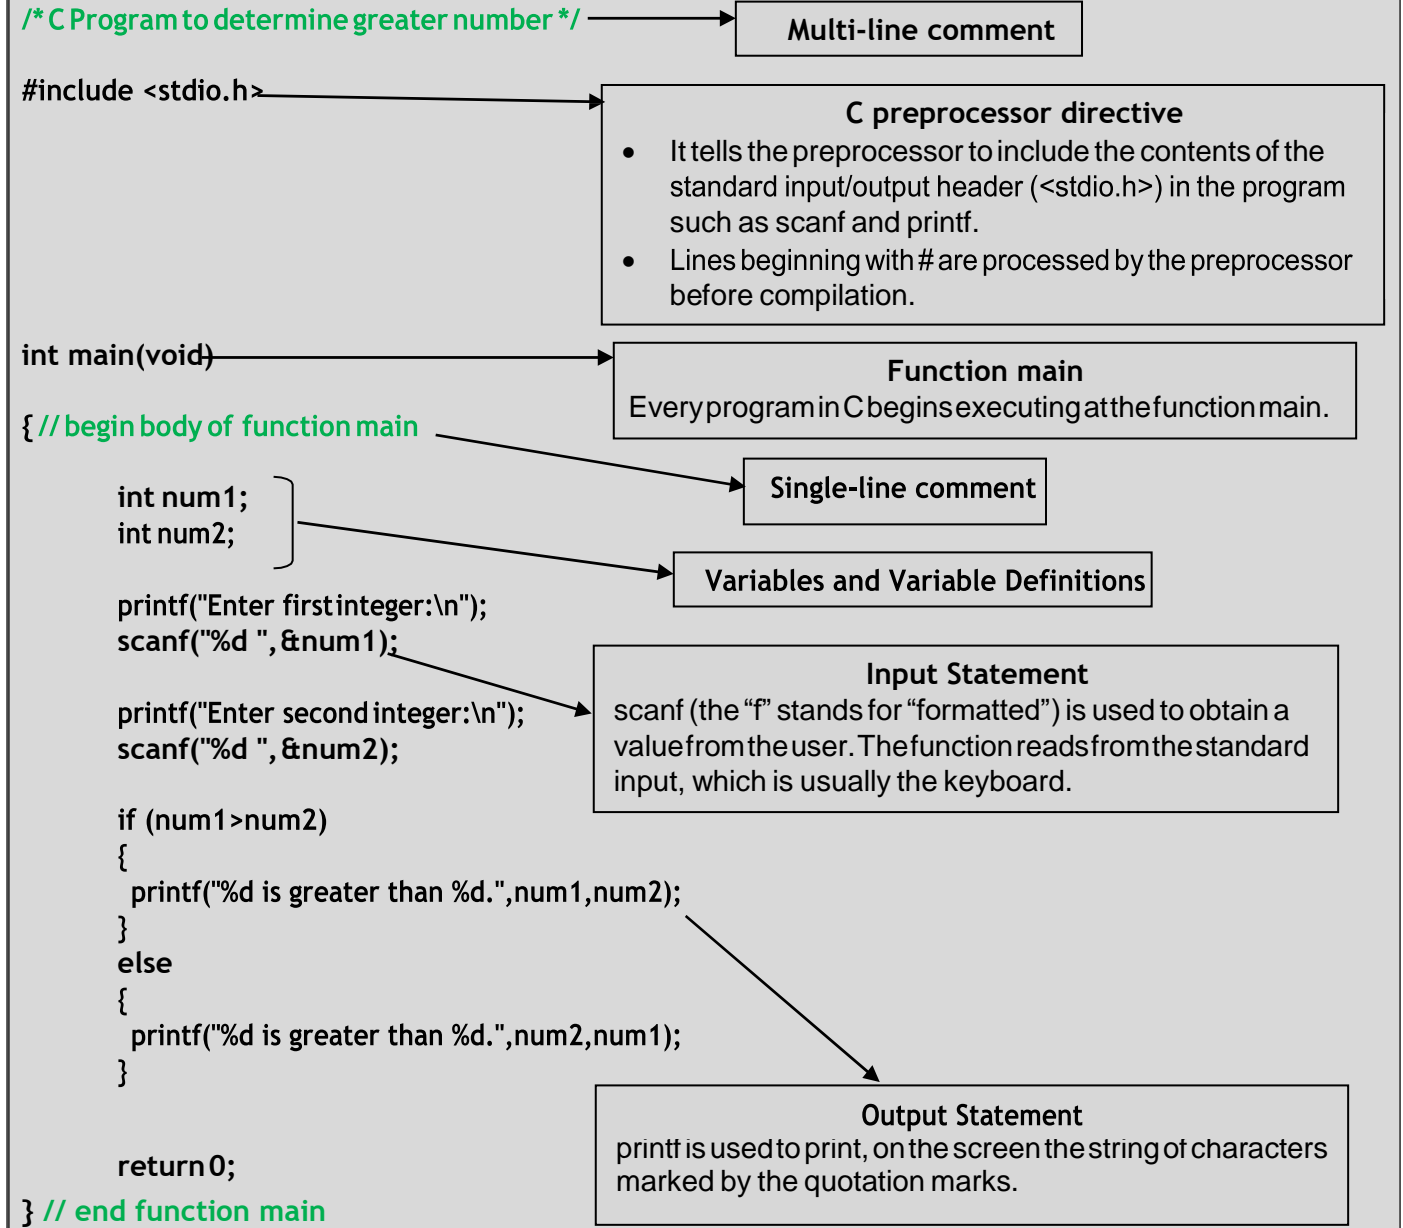 /* C Program to determine greater number */
Multi-line comment
#include <stdio.h>
C preprocessor directive
• It tells the preprocessor to include the contents of the
standard input/output header (<stdio.h>) in the program
such as scanf and printf.
• Lines beginning with # are processed by the preprocessor
before compilation.
int main(void)
Function main
Every program in C begins executing at the function main.
{ // begin body of function main
Single-line comment
int num1;
int num2;
Variables and Variable Definitions
printf("Enter first integer:\n");
scanf("%d ", &num1);
Input Statement
scanf (the “f” stands for “formatted”) is used to obtain a
value from the user. The function reads from the standard
input, which is usually the keyboard.
printf("Enter second integer:\n");
scanf("%d ", &num2);
if (num1>num2)
{
printf("%d is greater than %d.",num1,num2);
}
else
{
printf("%d is greater than %d.",num2,num1);
}
Output Statement
printf is used to print, on the screen the string of characters
marked by the quotation marks.
return 0;
} // end function main